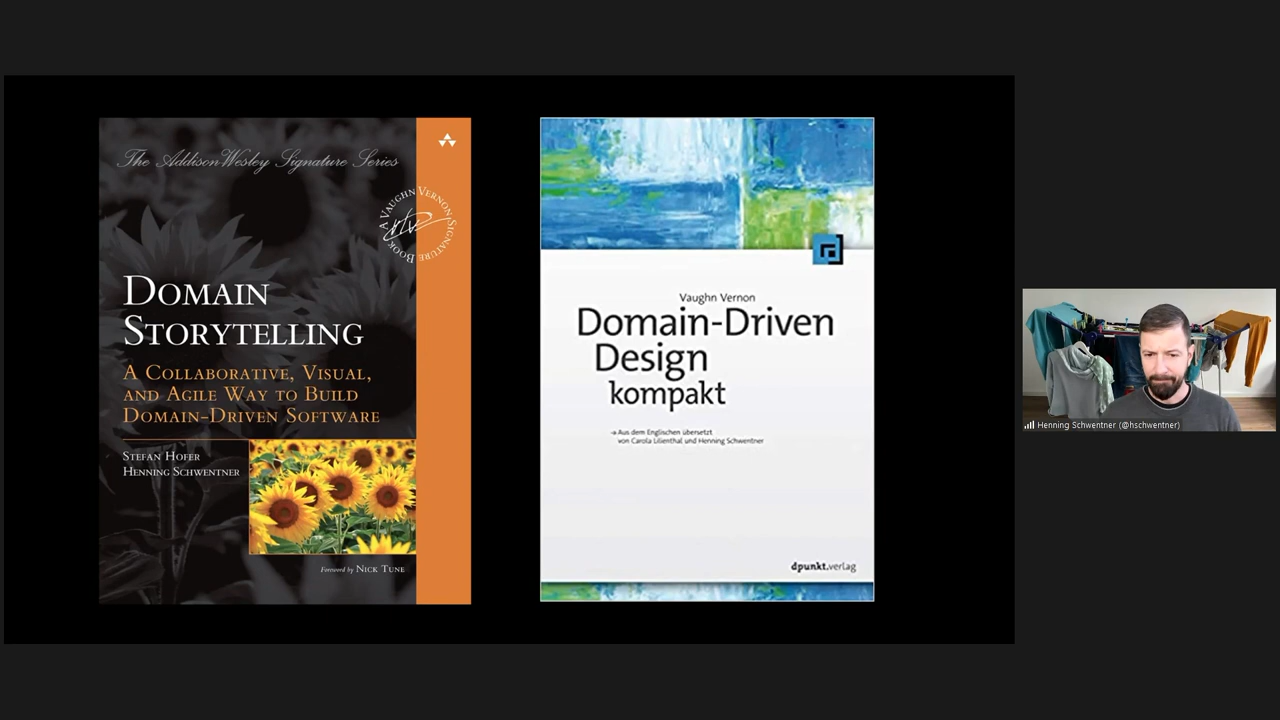 The Addison-Wesley Signature Series
A VAUGHN VERNON SIGNATURE BOOK
DOMAIN
STORYTELLING
A COLLABORATIVE, VISUAL,
AND AGILE WAY TO BUILD
DOMAIN-DRIVEN SOFTWARE
STEFAN HOFER
HENNING SCHWENTNER
Foreword by NICK TUNE
Vaughn Vernon
Domain-Driven
Design
kompakt
→ Aus dem Englischen übersetzt
von Carola Lilienthal und Henning Schwentner
dpunkt.verlag
Henning Schwentner (@hschwentner)